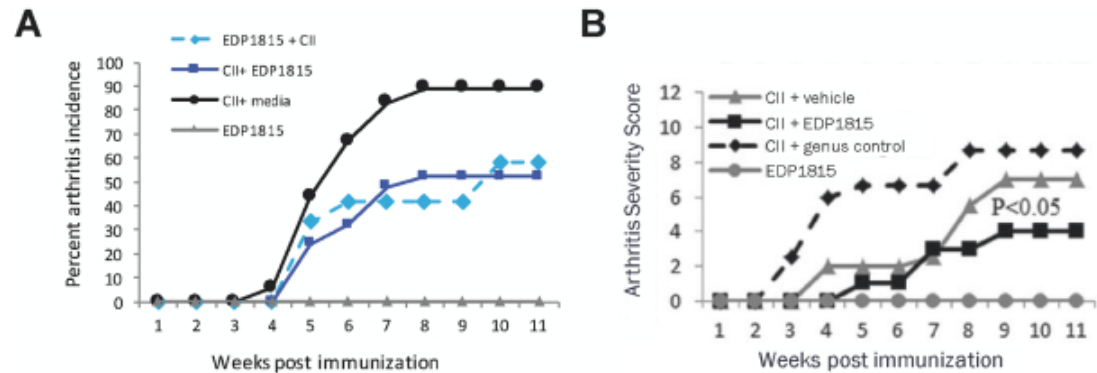 A
EDP1815 + CII
CII+ EDP1815
CII+ media
EDP1815
Percent arthritis incidence
100
90
80
70
60
50
40
30
20
10
0
1 2 3 4 5 6 7 8 9 10 11
Weeks post immunization
B
CII + vehicle
CII + EDP1815
CII + genus control
EDP1815
P<0.05
Arthritis Severity Score
12
10
8
6
4
2
0
1 2 3 4 5 6 7 8 9 10 11
Weeks post immunization